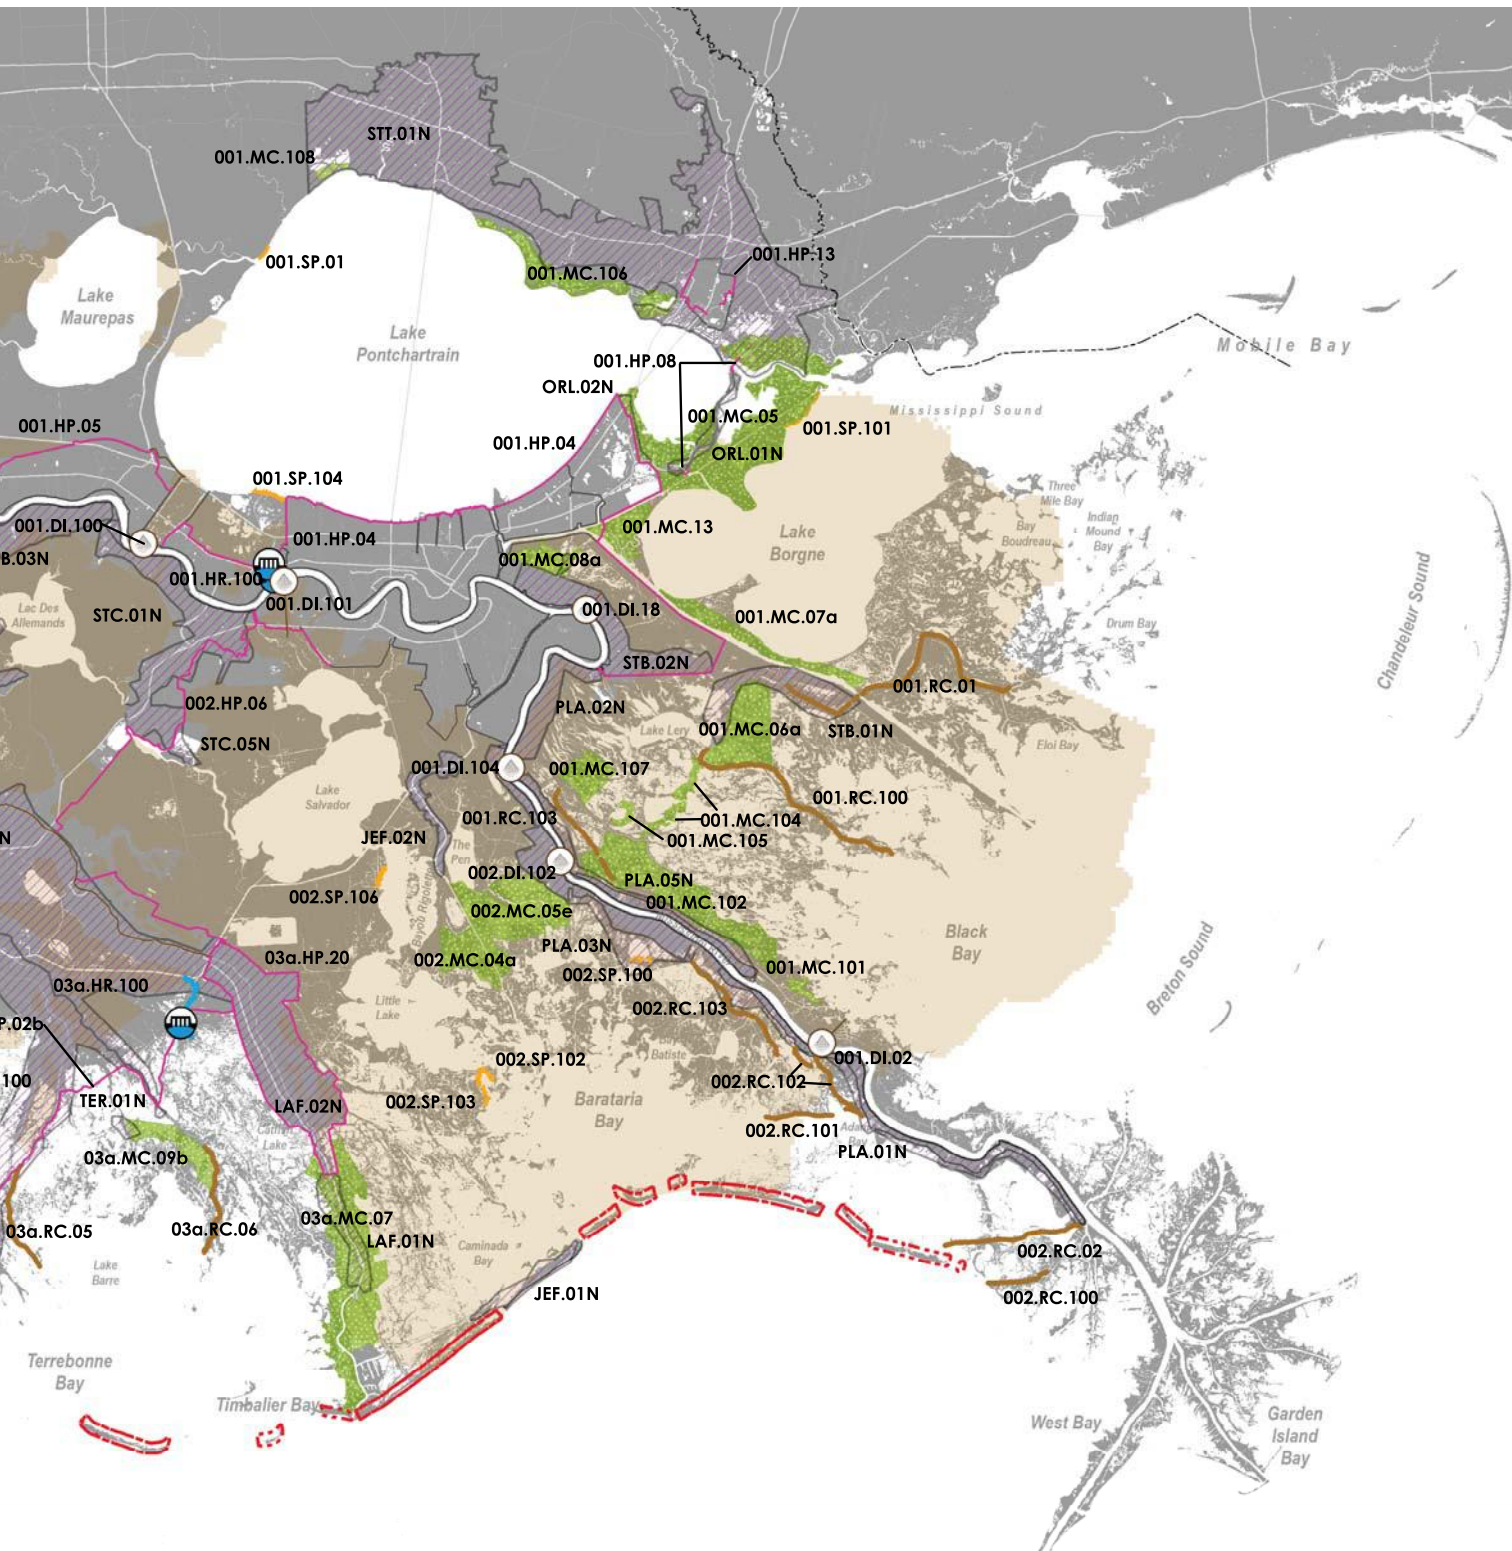 STT.01N
001.MC.108
001.HP.13
001.SP.01
001.MC.106
Lake
Maurepas
Lake
Pontchartrain
Mobile Bay
001.HP.08
ORL.02N
Mississippi Sound
001.MC.05
001.SP.101
001.HP.05
001.HP.04
ORL.01N
001.SP.104
Three
Mile Bay
Indian
Mound
Bay
Bay
Boudreau
001.DI.100
001.MC.13
Lake
Borgne
001.HP.04
B.03N
001.MC.08a
001.HR.100
001.DI.101
Chandeleur Sound
Lac Des
Allemands
STC.01N
001.DI.18
001.MC.07a
Drum Bay
STB.02N
001.RC.01
002.HP.06
PLA.02N
STC.05N
Lake Lery
001.MC.06a
STB.01N
Eloi Bay
001.DI.104
001.MC.107
Lake
Salvador
001.RC.100
001.RC.103
001.MC.104
JEF.02N
001.MC.105
N
The
Pen
002.DI.102
PLA.05N
002.SP.106
001.MC.102
002.MC.05e
Bayou Rigolettes
Black
Bay
PLA.03N
03a.HP.20
002.MC.04a
001.MC.101
002.SP.100
Breton Sound
03a.HR.100
Little
Lake
002.RC.103
P.02b
Batiste
002.SP.102
001.DI.02
100
002.RC.102
TER.01N
LAF.02N
002.SP.103
Barataria
Bay
002.RC.101
Bay
Lake
PLA.01N
03a.MC.09b
03a.RC.05
03a.RC.06
03a.MC.07
LAF.01N
Caminada
Bay
002.RC.02
Lake
Barre
JEF.01N
002.RC.100
Terrebonne
Bay
Timbalier Bay
West Bay
Garden
Island
Bay